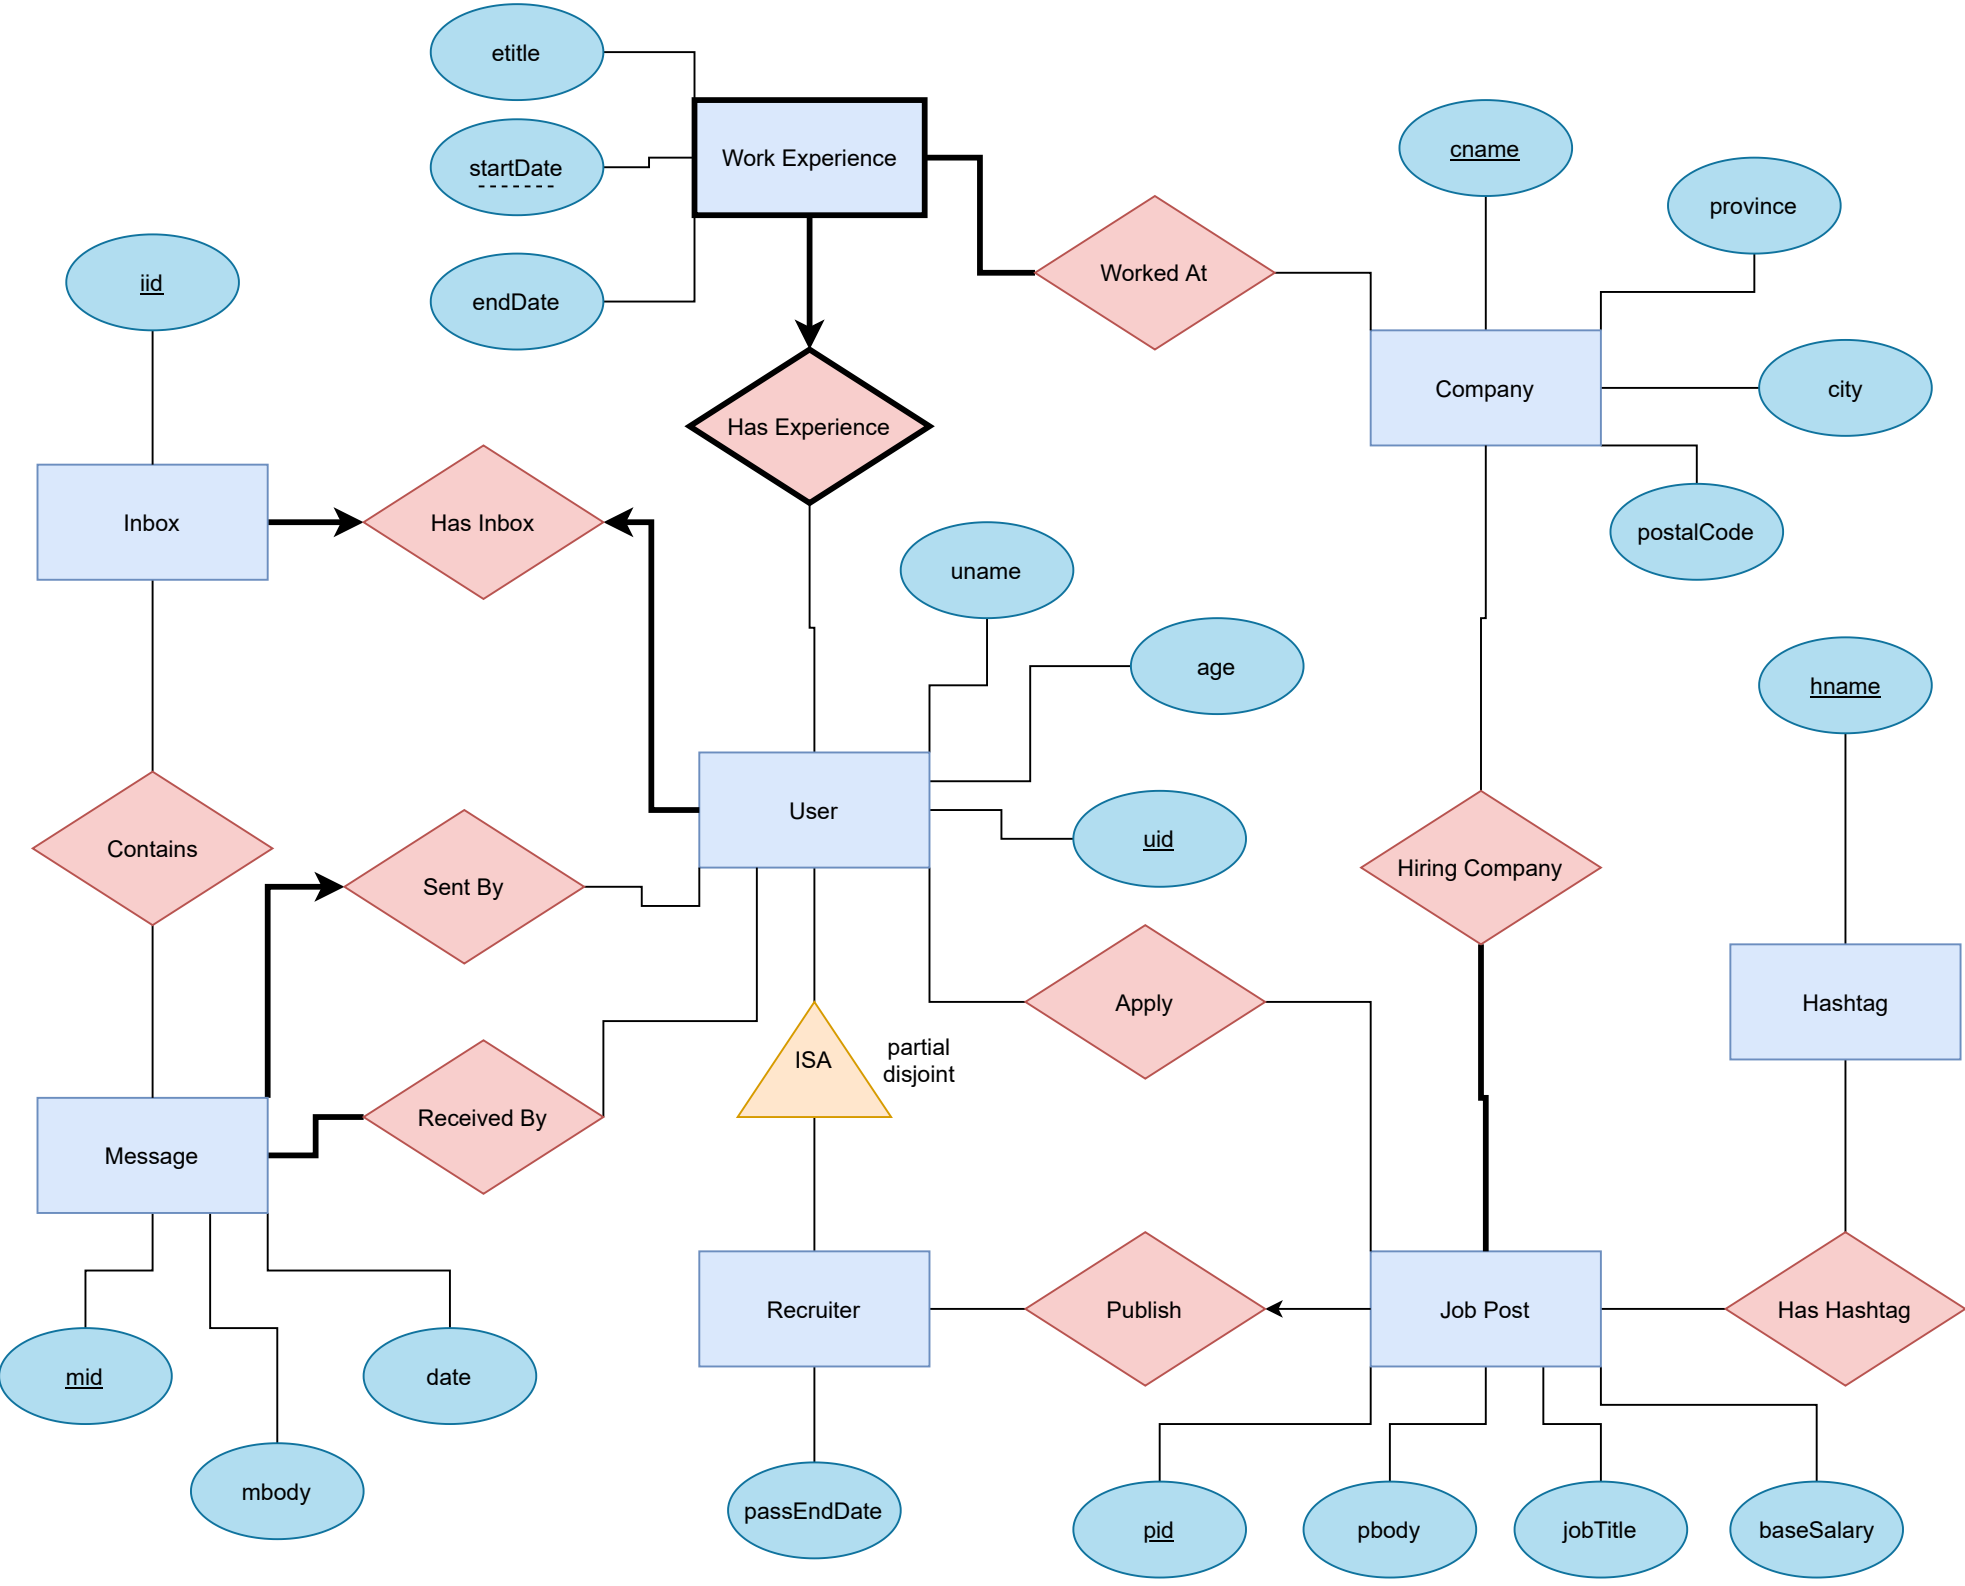 etitle
startDate
endDate
Work Experience
cname
province
Worked At
city
Company
postalCode
iid
Has Experience
Inbox
Has Inbox
uname
age
hname
User
uid
Contains
Sent By
Hiring Company
Apply
Hashtag
ISA
partial
disjoint
Received By
Message
Recruiter
Publish
Job Post
Has Hashtag
mid
date
mbody
passEndDate
pid
pbody
jobTitle
baseSalary